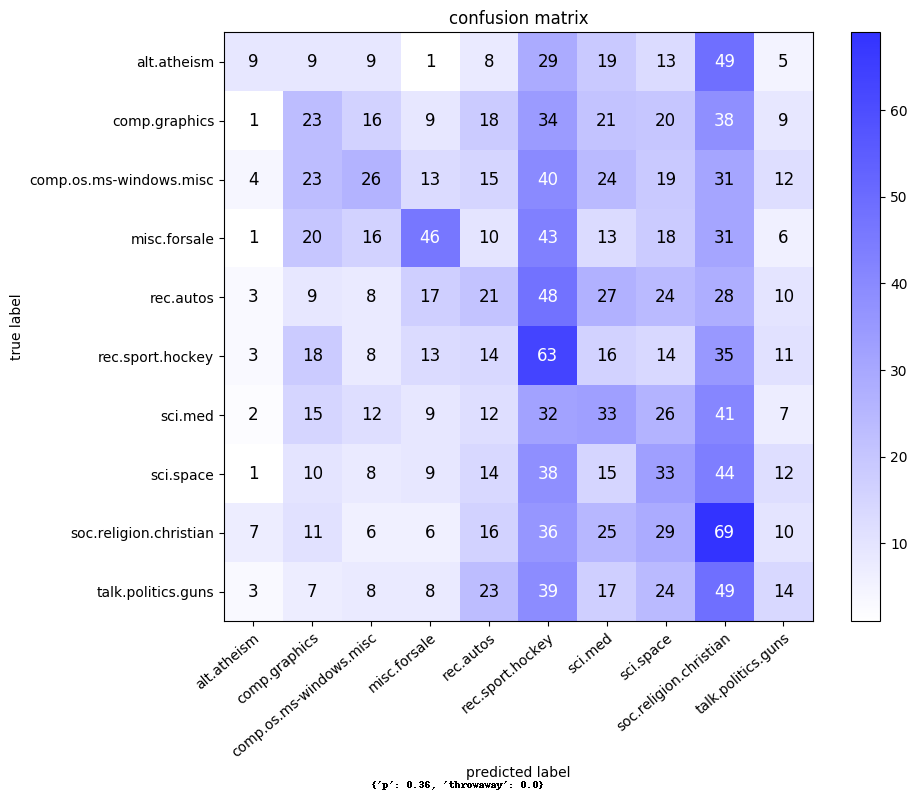 confusion matrix
alt.atheism 9 9 9 1 8 29 19 13 49 5
comp.graphics 1 23 16 9 18 34 21 20 38 9
comp.os.ms-windows.misc 4 23 26 13 15 40 24 19 31 12
misc.forsale 1 20 16 46 10 43 13 18 31 6
rec.autos 3 9 8 17 21 48 27 24 28 10
rec.sport.hockey 3 18 8 13 14 63 16 14 35 11
sci.med 2 15 12 9 12 32 33 26 41 7
sci.space 1 10 8 9 14 38 15 33 44 12
soc.religion.christian 7 11 6 6 16 36 25 29 69 10
talk.politics.guns 3 7 8 8 23 39 17 24 49 14
true label
alt.atheism
comp.graphics
comp.os.ms-windows.misc
misc.forsale
rec.autos
rec.sport.hockey
sci.med
sci.space
soc.religion.christian
talk.politics.guns
predicted label
{'p': 0.36, 'throwaway': 0.0}
60
50
40
30
20
10